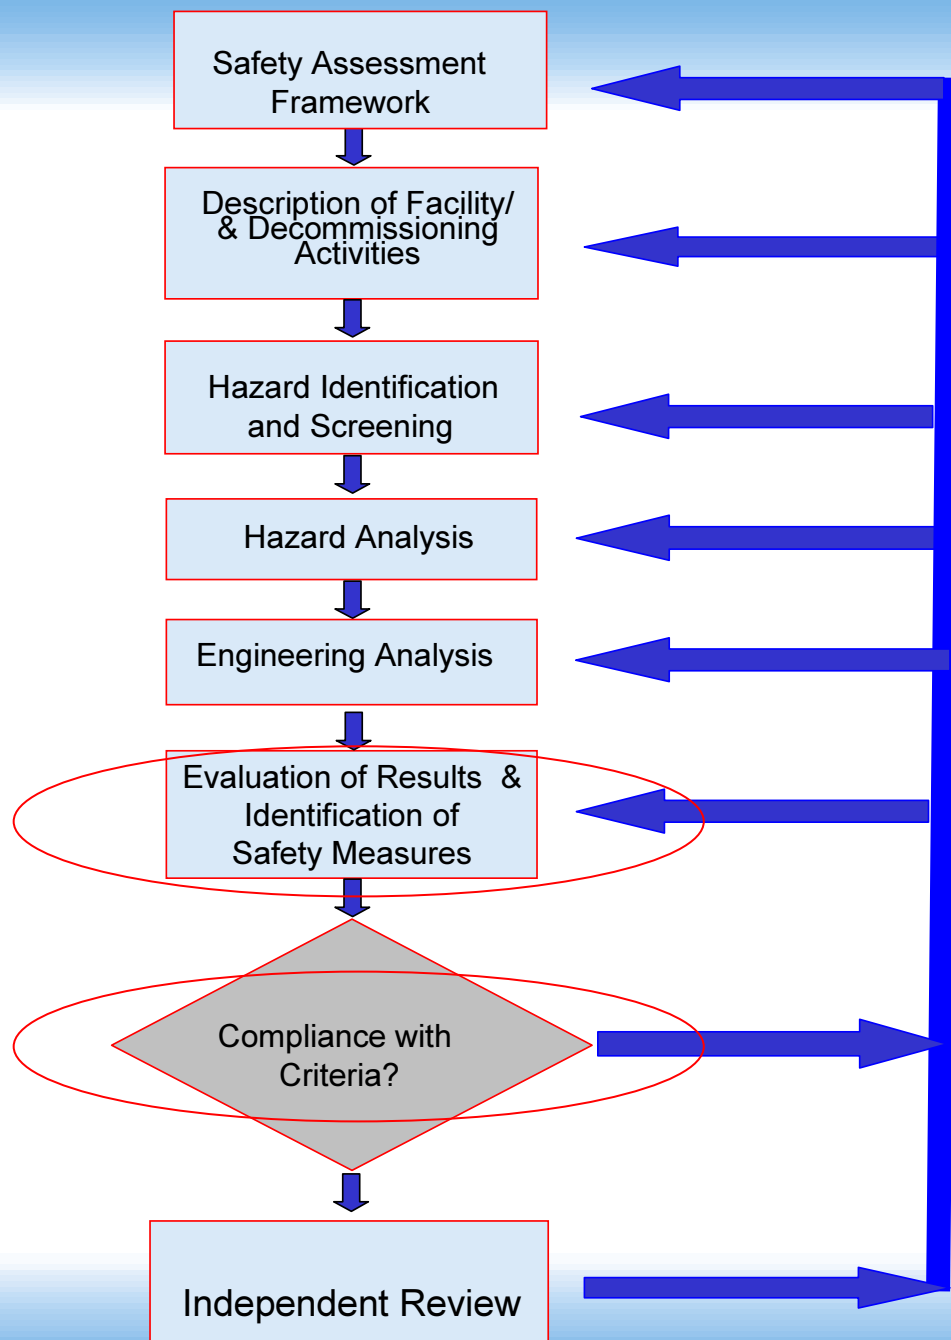 Safety Assessment
Framework
Description of Facility/
& Decommissioning
Activities
Hazard Identification
and Screening
Hazard Analysis
Engineering Analysis
Evaluation of Results &
Identification of
Safety Measures
Compliance with
Criteria?
Independent Review